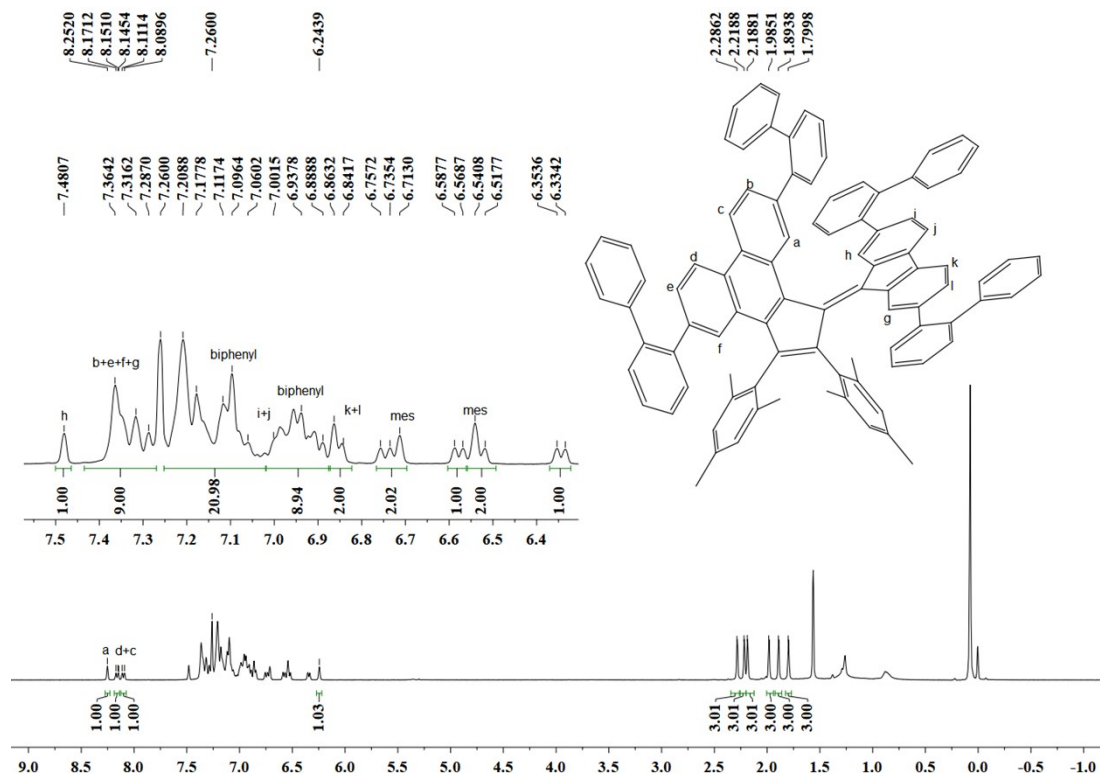 8.2520
8.1712
8.1510
8.1454
8.1114
8.0896
7.2600
6.2439
2.2862
2.2188
2.1881
1.9851
1.8938
1.7998
7.4807
7.3642
7.3162
7.2870
7.2600
7.2088
7.1778
7.1174
7.0964
7.0602
7.0015
6.9378
6.8888
6.8632
6.8417
6.7572
6.7354
6.7130
6.5877
6.5687
6.5408
6.5177
6.3536
6.3342
b
c
a
d
e
f
i
j
h
k
l
g
h
b+e+f+g
biphenyl
i+j
biphenyl
k+l
mes
mes
1.00
9.00
20.98
8.94
2.00
2.02
1.00
2.00
1.00
7.5 7.4 7.3 7.2 7.1 7.0 6.9 6.8 6.7 6.6 6.5 6.4
a d+c
1.00
1.00
1.00
1.03
3.01
3.01
3.01
3.00
3.00
3.00
9.0 8.5 8.0 7.5 7.0 6.5 6.0 5.5 5.0 4.5 4.0 3.5 3.0 2.5 2.0 1.5 1.0 0.5 0.0 -0.5 -1.0